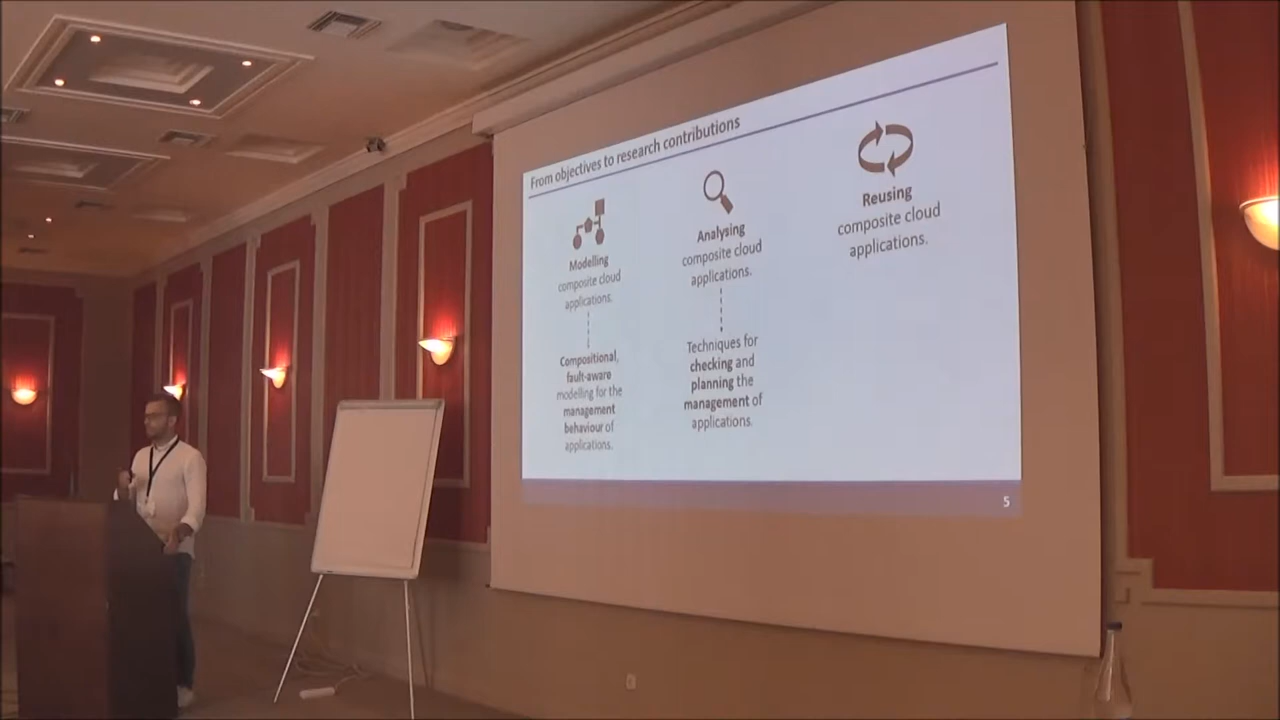 From objectives to research contributions
Modelling
composite cloud
applications.
Compositional,
fault-aware
modelling for the
management
behaviour of
applications.
Analysing
composite cloud
applications.
Techniques for
checking and
planning the
management of
applications.
Reusing
composite cloud
applications.
5